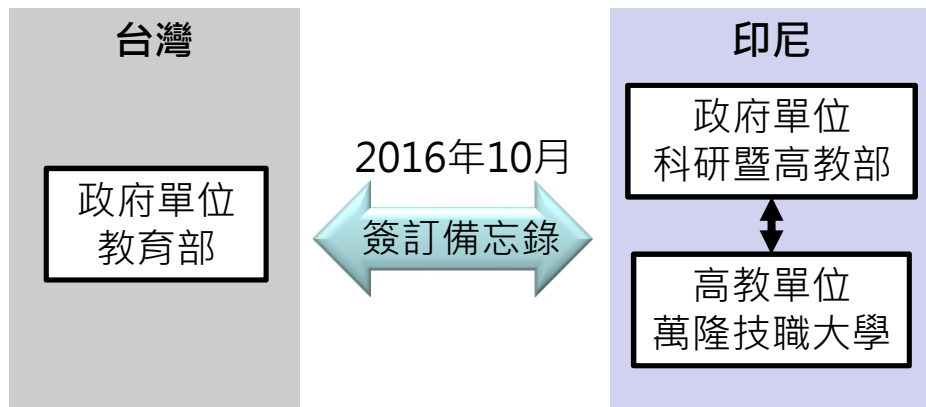 台灣
政府單位
教育部
2016年10月
簽訂備忘錄
印尼
政府單位
科研暨高教部
高教單位
萬隆技職大學